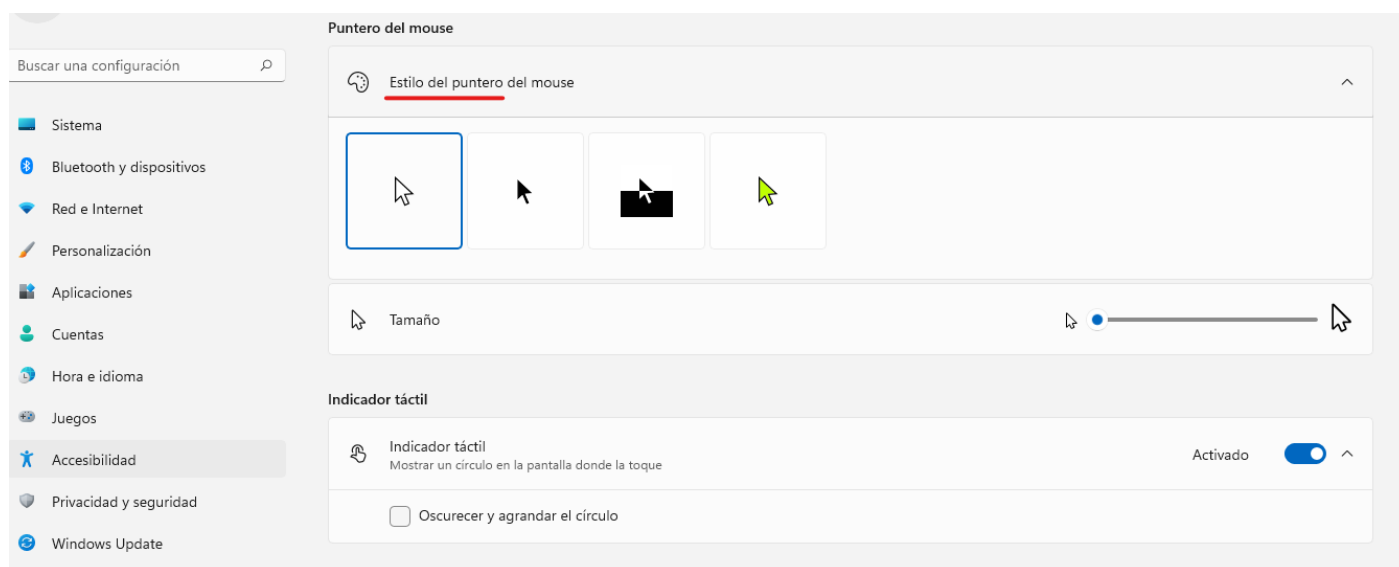 Buscar una configuración
Sistema
Bluetooth y dispositivos
Red e Internet
Personalización
Aplicaciones
Cuentas
Hora e idioma
Juegos
Accesibilidad
Privacidad y seguridad
Windows Update
Puntero del mouse
Estilo del puntero del mouse
Tamaño
Indicador táctil
Indicador táctil
Mostrar un círculo en la pantalla donde la toque
Activado
Oscurecer y agrandar el círculo